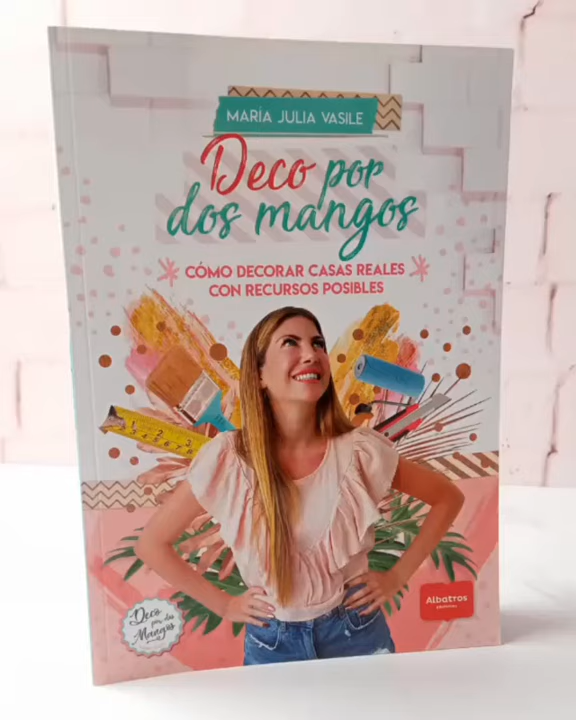 MARÍA JULIA VASILE
Deco por
dos mangos
CÓMO DECORAR CASAS REALES
CON RECURSOS POSIBLES
Albatros
Deco
por dos
Mangos